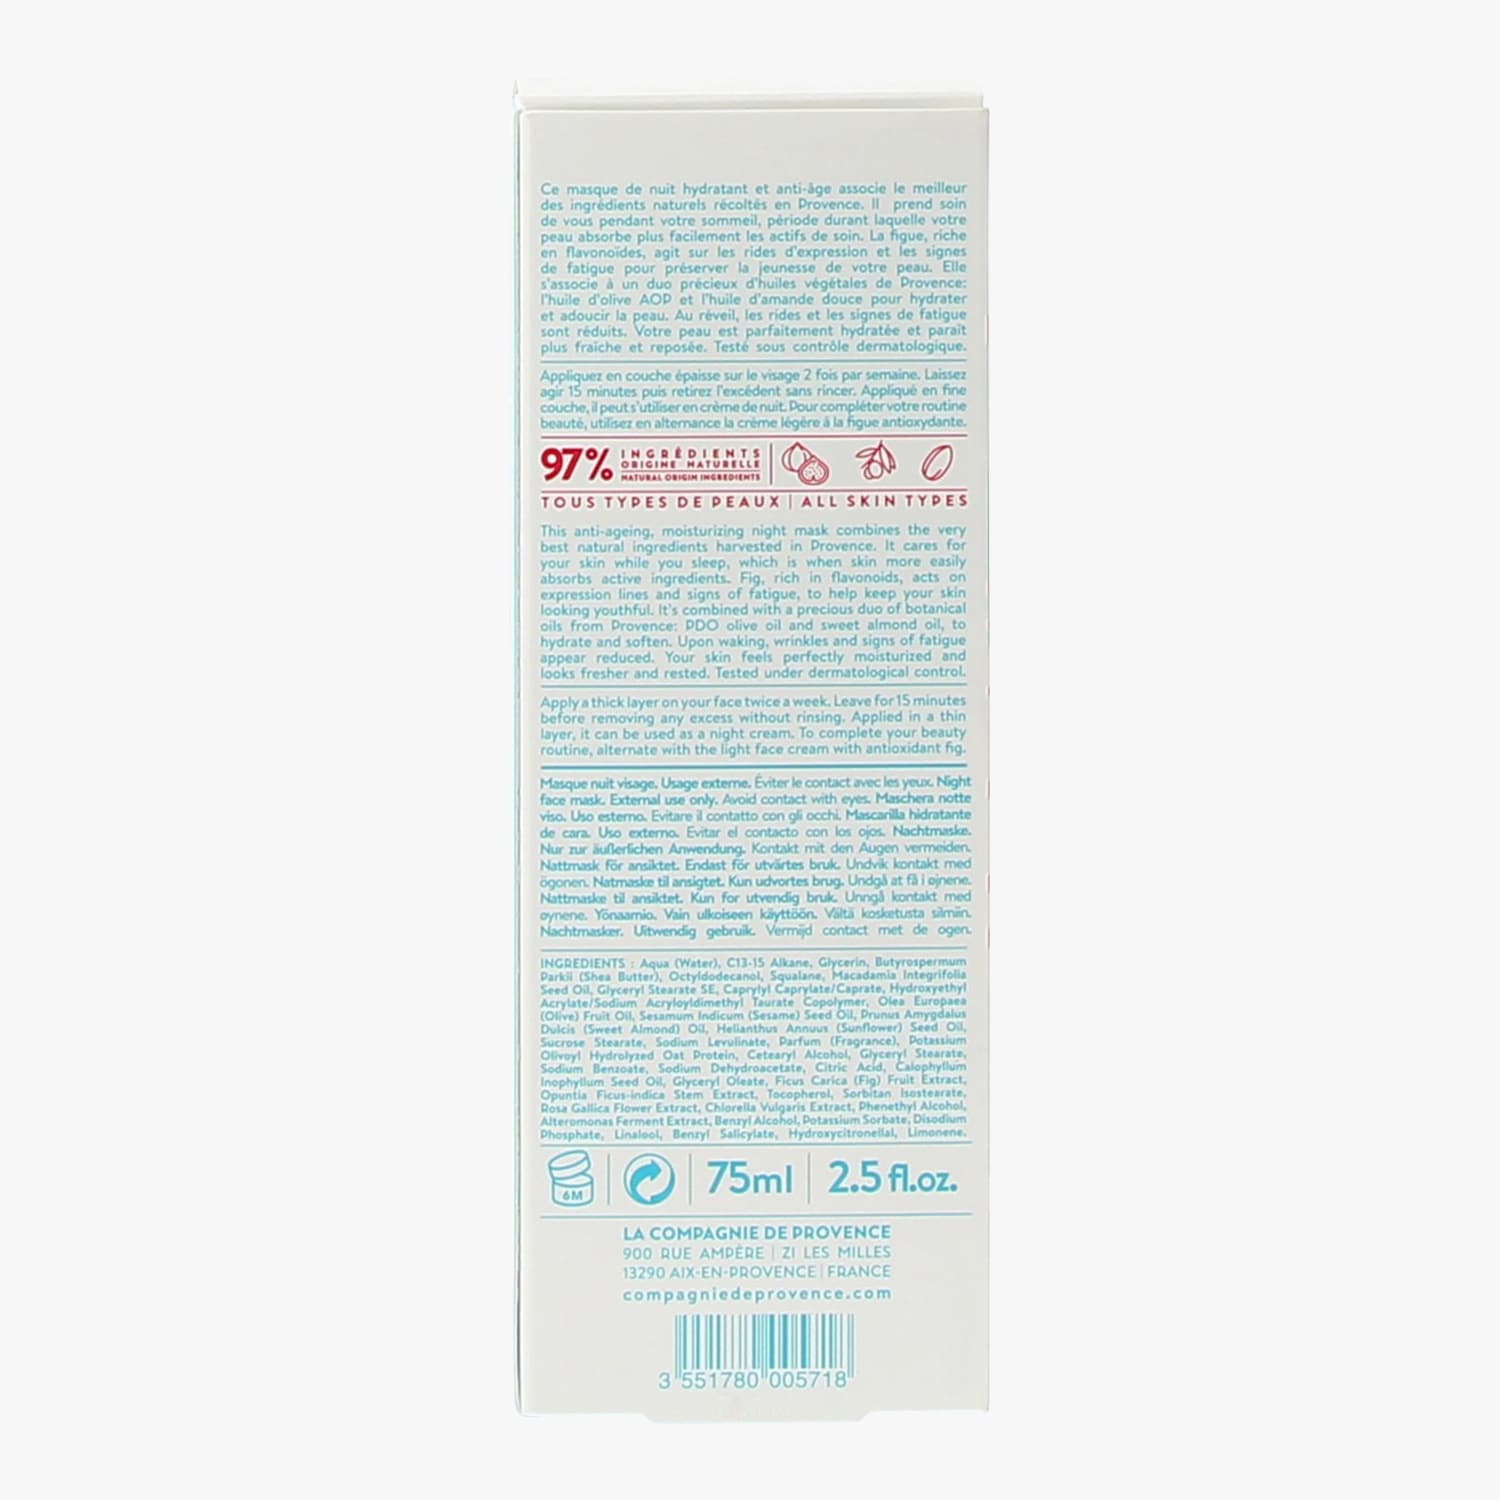 Ce masque de nuit hydratant et anti-âge associe le meilleur
des ingrédients naturels récoltés en Provence. Il prend soin
de vous pendant votre sommeil, période durant laquelle votre
peau absorbe plus facilement les actifs de soin. La figue, riche
en flavonoïdes, agit sur les rides d'expression et les signes
de fatigue pour préserver la jeunesse de votre peau. Elle
s'associe à un duo précieux d'huiles végétales de Provence:
l'huile d'olive AOP et l'huile d'amande douce pour hydrater
et adoucir la peau. Au réveil, les rides et les signes de fatigue
sont réduits. Votre peau est parfaitement hydratée et paraît
plus fraîche et reposée. Testé sous contrôle dermatologique.
Appliquez en couche épaisse sur le visage 2 fois par semaine. Laissez
agir 15 minutes puis retirez l'excédent sans rincer. Appliqué en fine
couche, il peut s'utiliser en crème de nuit. Pour compléter votre routine
beauté, utilisez en alternance la crème légère à la figue antioxydante.
97% INGRÉDIENTS
ORIGINE NATURELLE
NATURAL ORIGIN INGREDIENTS
TOUS TYPES DE PEAUX | ALL SKIN TYPES
This anti-ageing, moisturizing night mask combines the very
best natural ingredients harvested in Provence. It cares for
your skin while you sleep, which is when skin more easily
absorbs active ingredients. Fig, rich in flavonoids, acts on
expression lines and signs of fatigue, to help keep your skin
looking youthful. It's combined with a precious duo of botanical
oils from Provence: PDO olive oil and sweet almond oil, to
hydrate and soften. Upon waking, wrinkles and signs of fatigue
appear reduced. Your skin feels perfectly moisturized and
looks fresher and rested. Tested under dermatological control.
Apply a thick layer on your face twice a week. Leave for 15 minutes
before removing any excess without rinsing. Applied in a thin
layer, it can be used as a night cream. To complete your beauty
routine, alternate with the light face cream with antioxidant fig.
Masque nuit visage. Usage externe. Éviter le contact avec les yeux. Night
face mask. External use only. Avoid contact with eyes. Maschera notte
viso. Uso esterno. Evitare il contatto con gli occhi. Mascarilla hidratante
de cara. Uso externo. Evitar el contacto con los ojos. Nachtmaske.
Nur zur äußerlichen Anwendung. Kontakt mit den Augen vermeiden.
Nattmask för ansiktet. Endast för utvärtes bruk. Undvik kontakt med
ögonen. Natmaske til ansigtet. Kun udvortes brug. Undgå at få i øjnene.
Nattmaske til ansiktet. Kun for utvendig bruk. Unngå kontakt med
øynene. Yönaamio. Vain ulkoiseen käyttöön. Vältä kosketusta silmiin.
Nachtmasker. Uitwendig gebruik. Vermijd contact met de ogen.
INGREDIENTS : Aqua (Water), C13-15 Alkane, Glycerin, Butyrospermum
Parkii (Shea Butter), Octyldodecanol, Squalane, Macadamia Integrifolia
Seed Oil, Glyceryl Stearate SE, Caprylyl Caprylate/Caprate, Hydroxyethyl
Acrylate/Sodium Acryloyldimethyl Taurate Copolymer, Olea Europaea
(Olive) Fruit Oil, Sesamum Indicum (Sesame) Seed Oil, Prunus Amygdalus
Dulcis (Sweet Almond) Oil, Helianthus Annuus (Sunflower) Seed Oil,
Sucrose Stearate, Sodium Levulinate, Parfum (Fragrance), Potassium
Olivoyl Hydrolyzed Oat Protein, Cetearyl Alcohol, Glyceryl Stearate,
Sodium Benzoate, Sodium Dehydroacetate, Citric Acid, Calophyllum
Inophyllum Seed Oil, Glyceryl Oleate, Ficus Carica (Fig) Fruit Extract,
Opuntia Ficus-indica Stem Extract, Tocopherol, Sorbitan Isostearate,
Rosa Gallica Flower Extract, Chlorella Vulgaris Extract, Phenethyl Alcohol,
Alteromonas Ferment Extract, Benzyl Alcohol, Potassium Sorbate, Disodium
Phosphate, Linalool, Benzyl Salicylate, Hydroxycitronellal, Limonene.
6M | 75ml | 2.5 fl.oz.
LA COMPAGNIE DE PROVENCE
900 RUE AMPÈRE | ZI LES MILLES
13290 AIX-EN-PROVENCE | FRANCE
compagniedeprovence.com
3 551780 005718